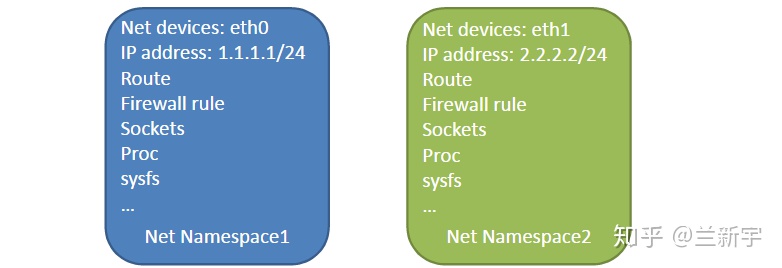 Net devices: eth0
IP address: 1.1.1.1/24
Route
Firewall rule
Sockets
Proc
sysfs
...
Net Namespace1
Net devices: eth1
IP address: 2.2.2.2/24
Route
Firewall rule
Sockets
Proc
sysfs
...
Net Namespace2
知乎 @兰新宇